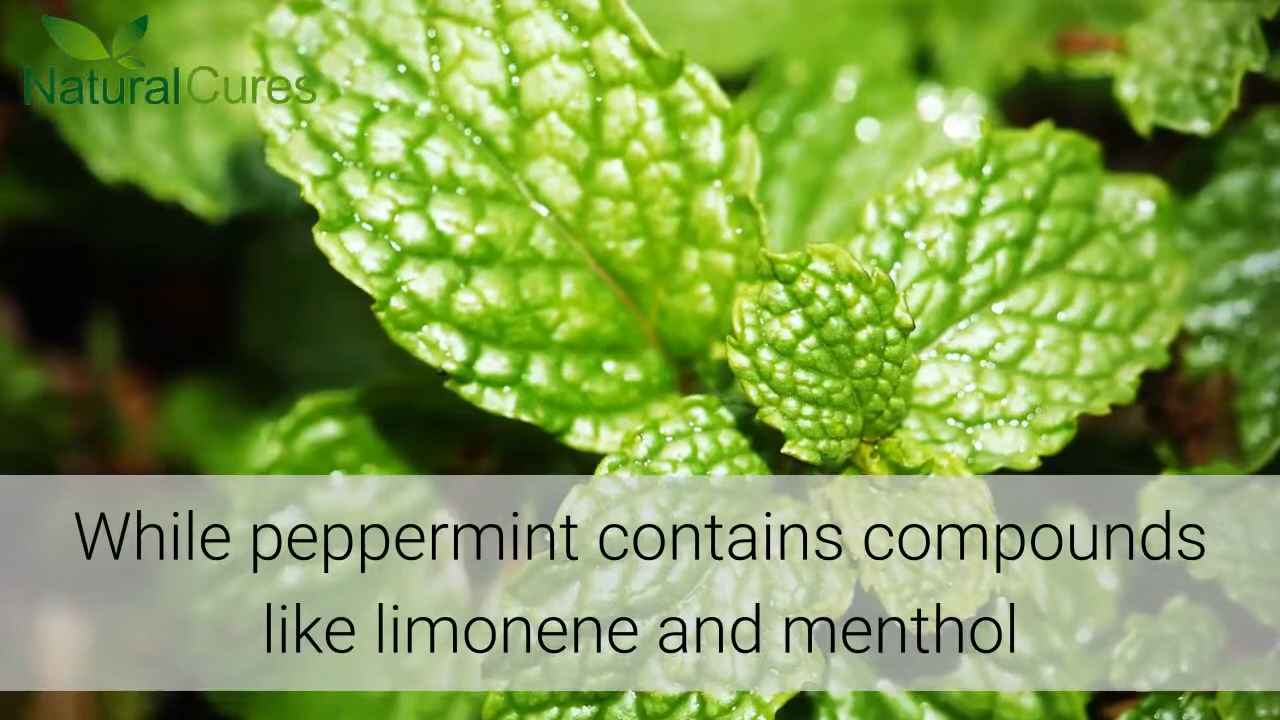 NaturalCures
While peppermint contains compounds
like limonene and menthol